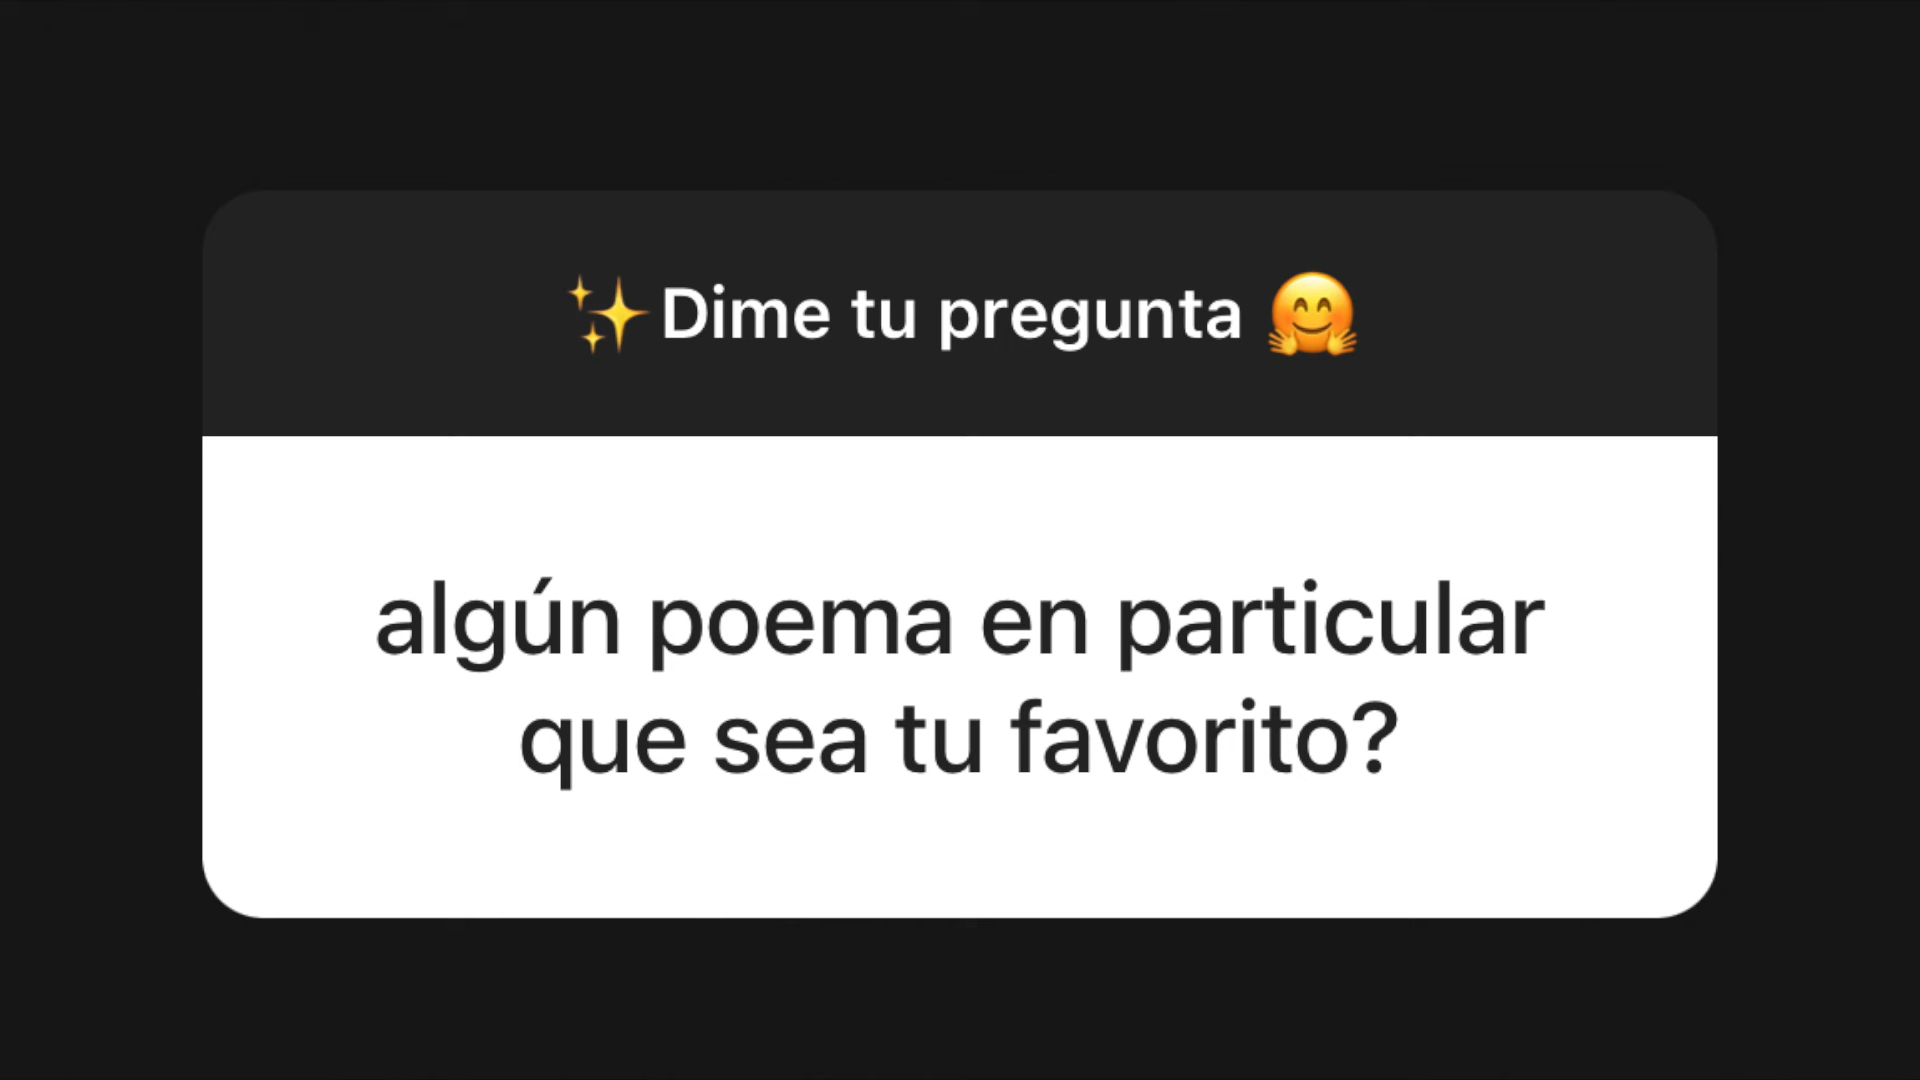 ✨Dime tu pregunta 🤗
algún poema en particular
que sea tu favorito?